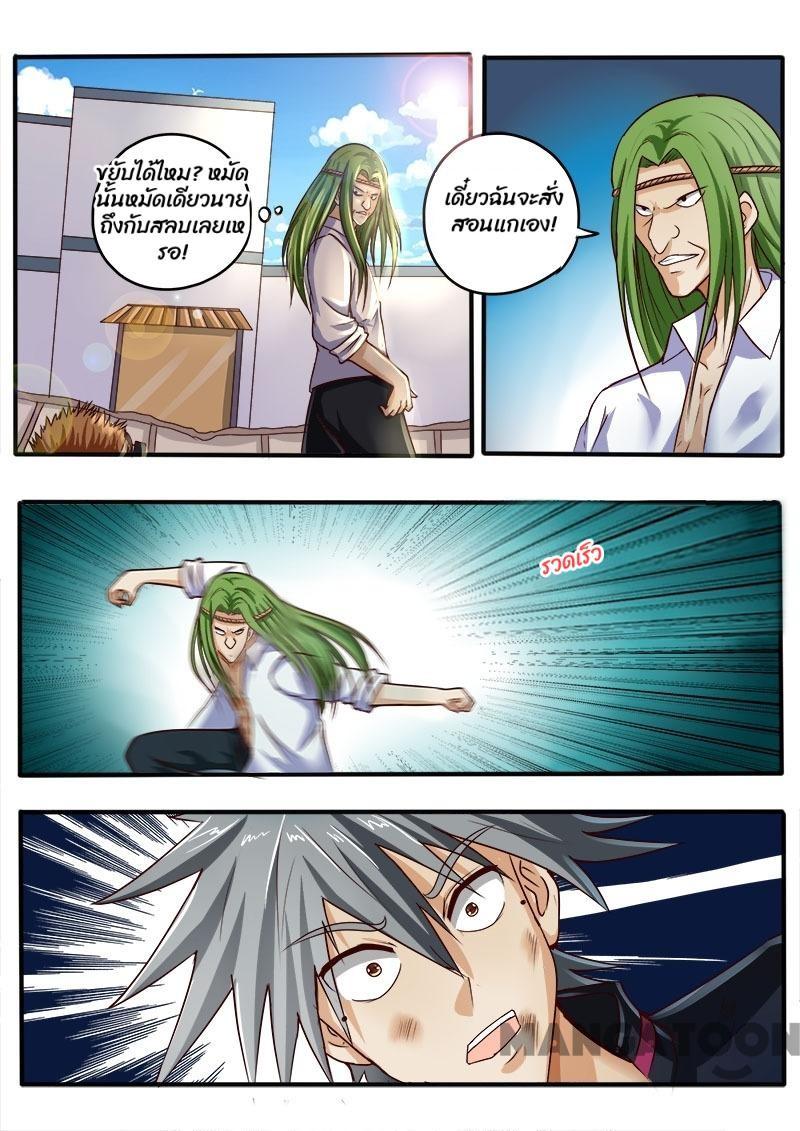 ขยับได้ไหม? หมัด
นั้นหมัดเดียวนาย
ถึงกับสลบเลยเห
รอ!
เดี๋ยวฉันจะสั่ง
สอนแกเอง!
รวดเร็ว
MANGATOON